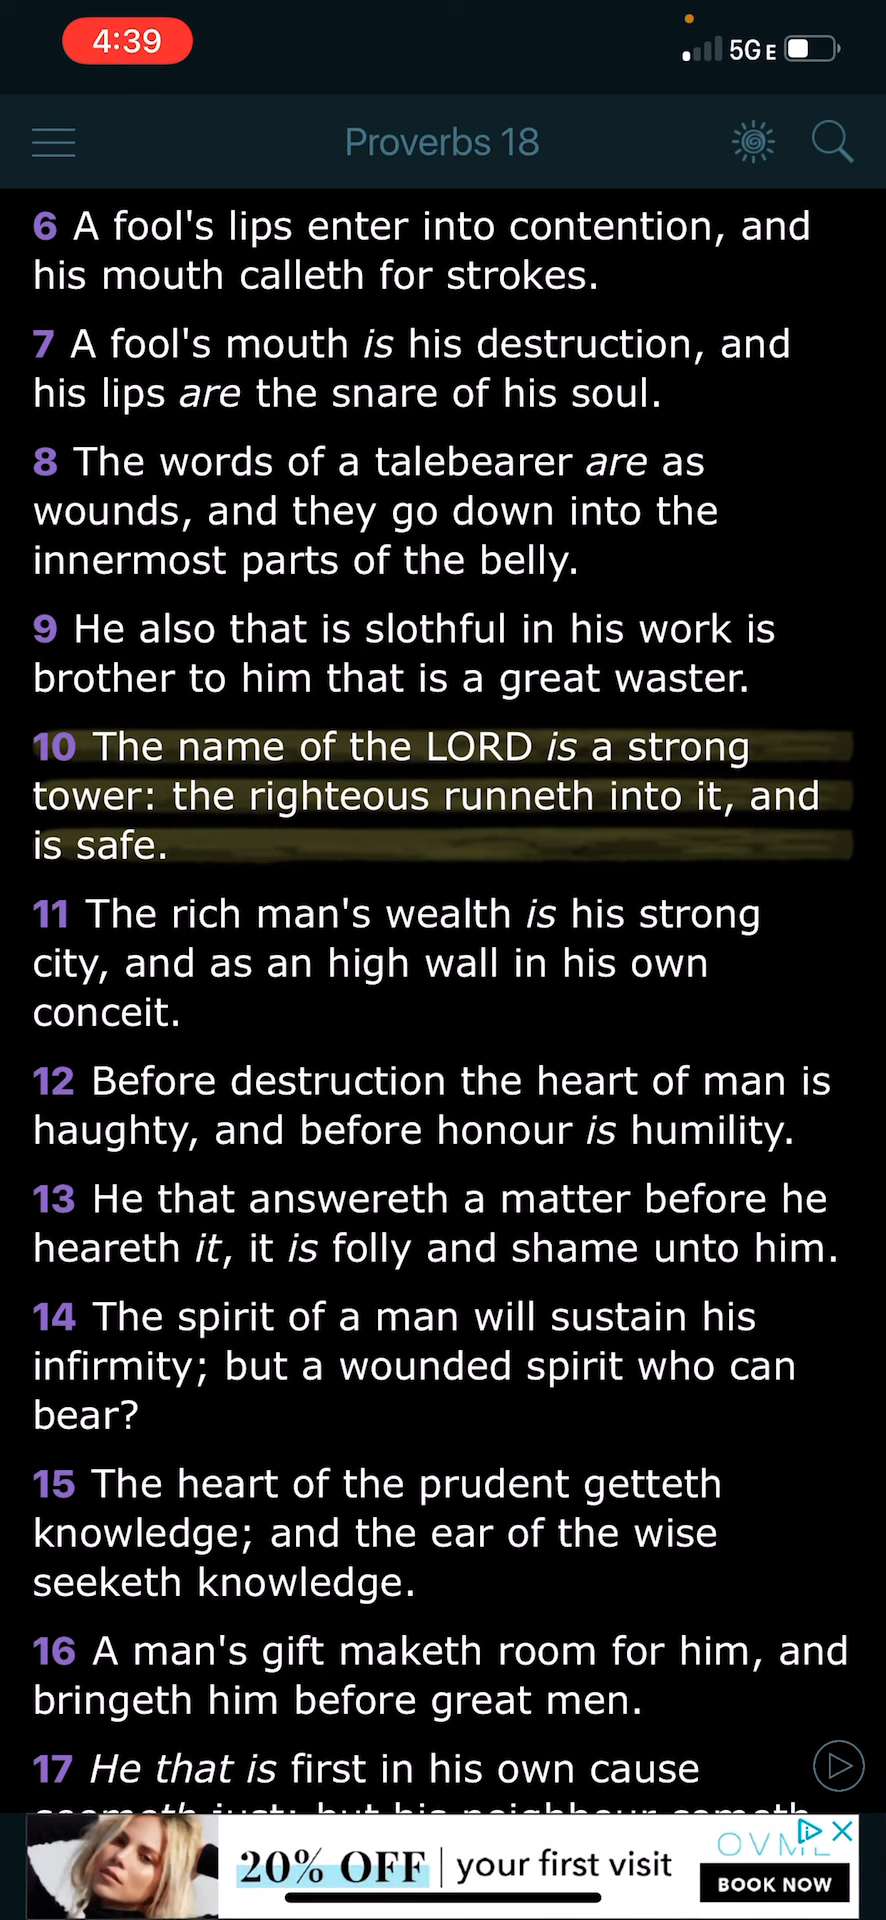 4:39
5GE
Proverbs 18
6 A fool's lips enter into contention, and
his mouth calleth for strokes.
7 A fool's mouth is his destruction, and
his lips are the snare of his soul.
8 The words of a talebearer are as
wounds, and they go down into the
innermost parts of the belly.
9 He also that is slothful in his work is
brother to him that is a great waster.
10 The name of the LORD is a strong
tower: the righteous runneth into it, and
is safe.
11 The rich man's wealth is his strong
city, and as an high wall in his own
conceit.
12 Before destruction the heart of man is
haughty, and before honour is humility.
13 He that answereth a matter before he
heareth it, it is folly and shame unto him.
14 The spirit of a man will sustain his
infirmity; but a wounded spirit who can
bear?
15 The heart of the prudent getteth
knowledge; and the ear of the wise
seeketh knowledge.
16 A man's gift maketh room for him, and
bringeth him before great men.
17 He that is first in his own cause
20% OFF your first visit
BOOK NOW